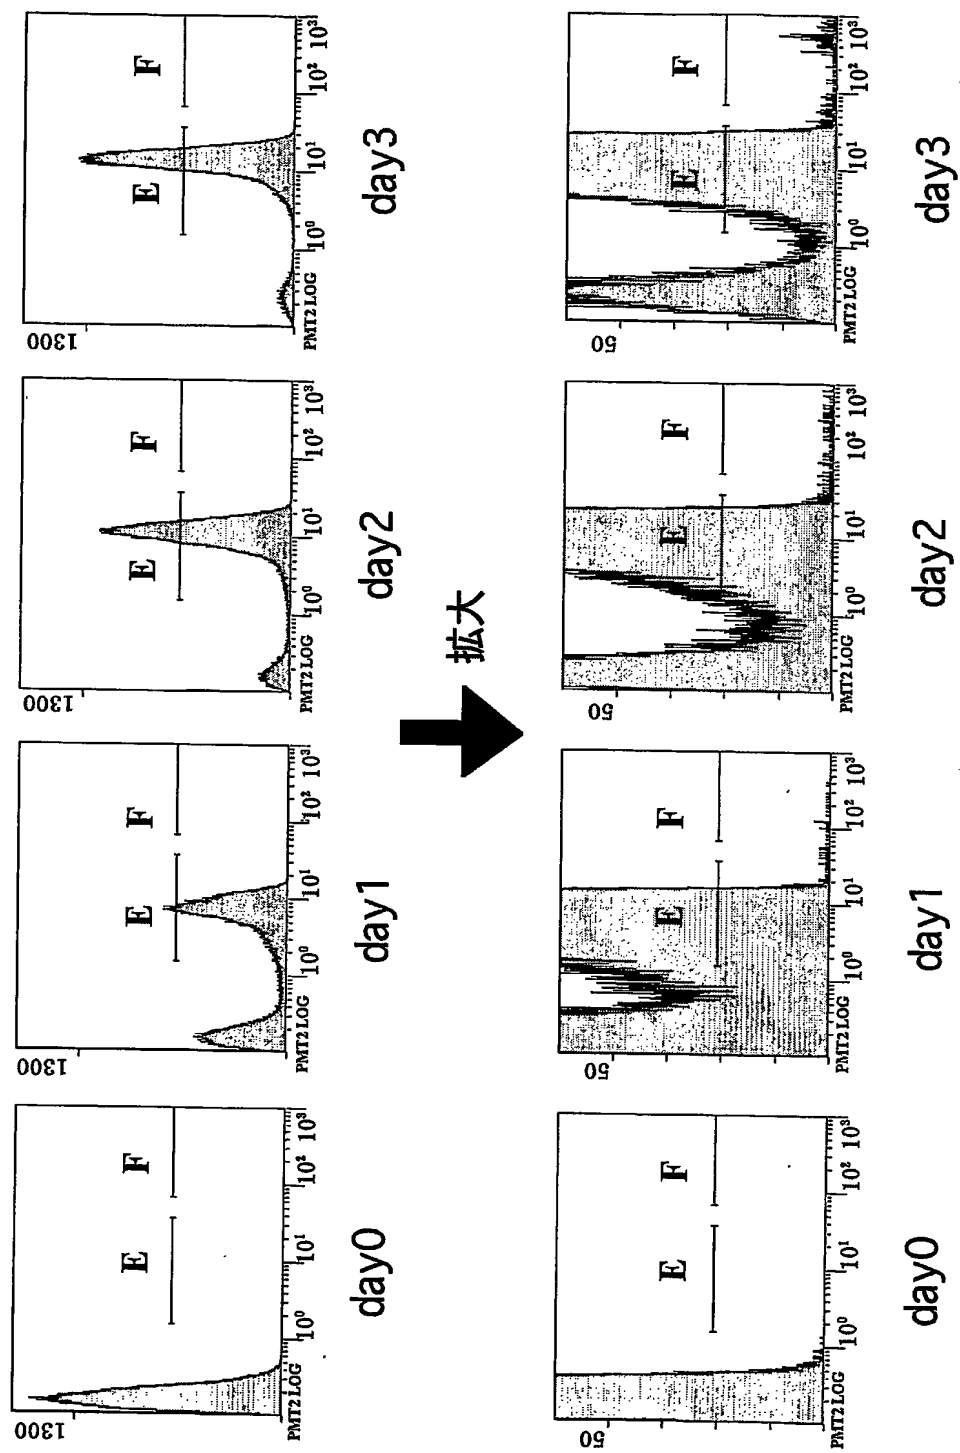 1300 1300 1300 1300
E F E F E F E F
PMT2 LOG 10⁰ 10¹ 10² 10³ PMT2 LOG 10⁰ 10¹ 10² 10³ PMT2 LOG 10⁰ 10¹ 10² 10³ PMT2 LOG 10⁰ 10¹ 10² 10³
day0 day1 day2 day3
拡大
50 50 50 50
E F E F E F E F
PMT2 LOG 10⁰ 10¹ 10² 10³ PMT2 LOG 10⁰ 10¹ 10² 10³ PMT2 LOG 10⁰ 10¹ 10² 10³ PMT2 LOG 10⁰ 10¹ 10² 10³
day0 day1 day2 day3